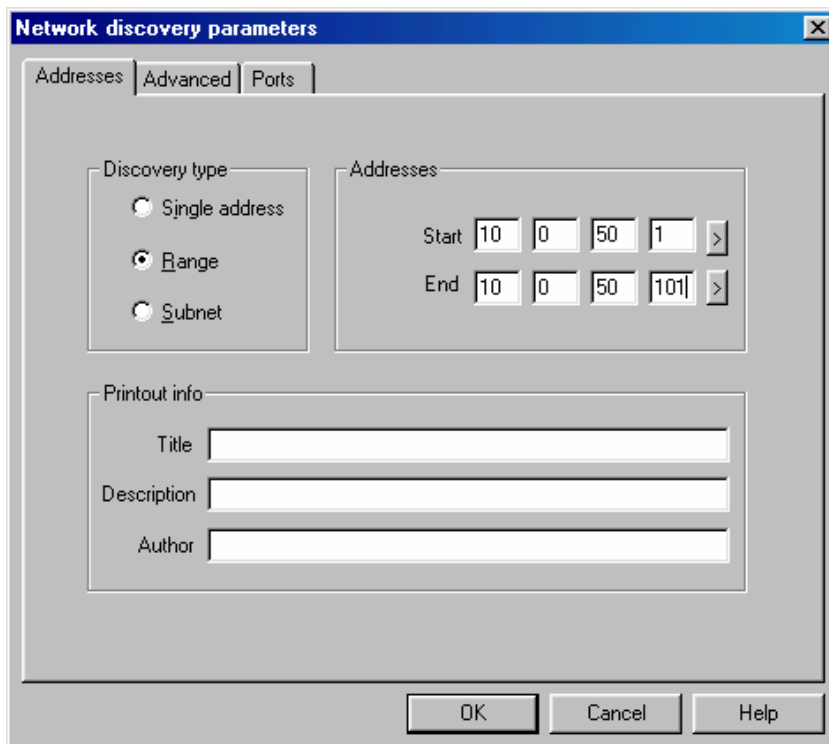 Network discovery parameters
Addresses Advanced Ports
Discovery type
Single address
Range
Subnet
Addresses
Start 10 0 50 1 >
End 10 0 50 101 >
Printout info
Title
Description
Author
OK Cancel Help